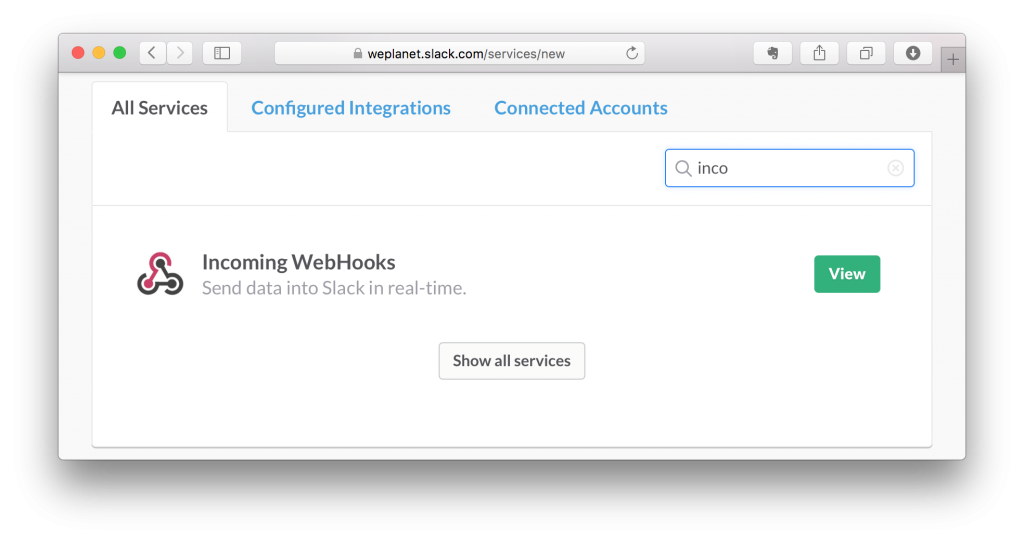 weplanet.slack.com/services/new
All Services
Configured Integrations
Connected Accounts
inco
Incoming WebHooks
Send data into Slack in real-time.
View
Show all services